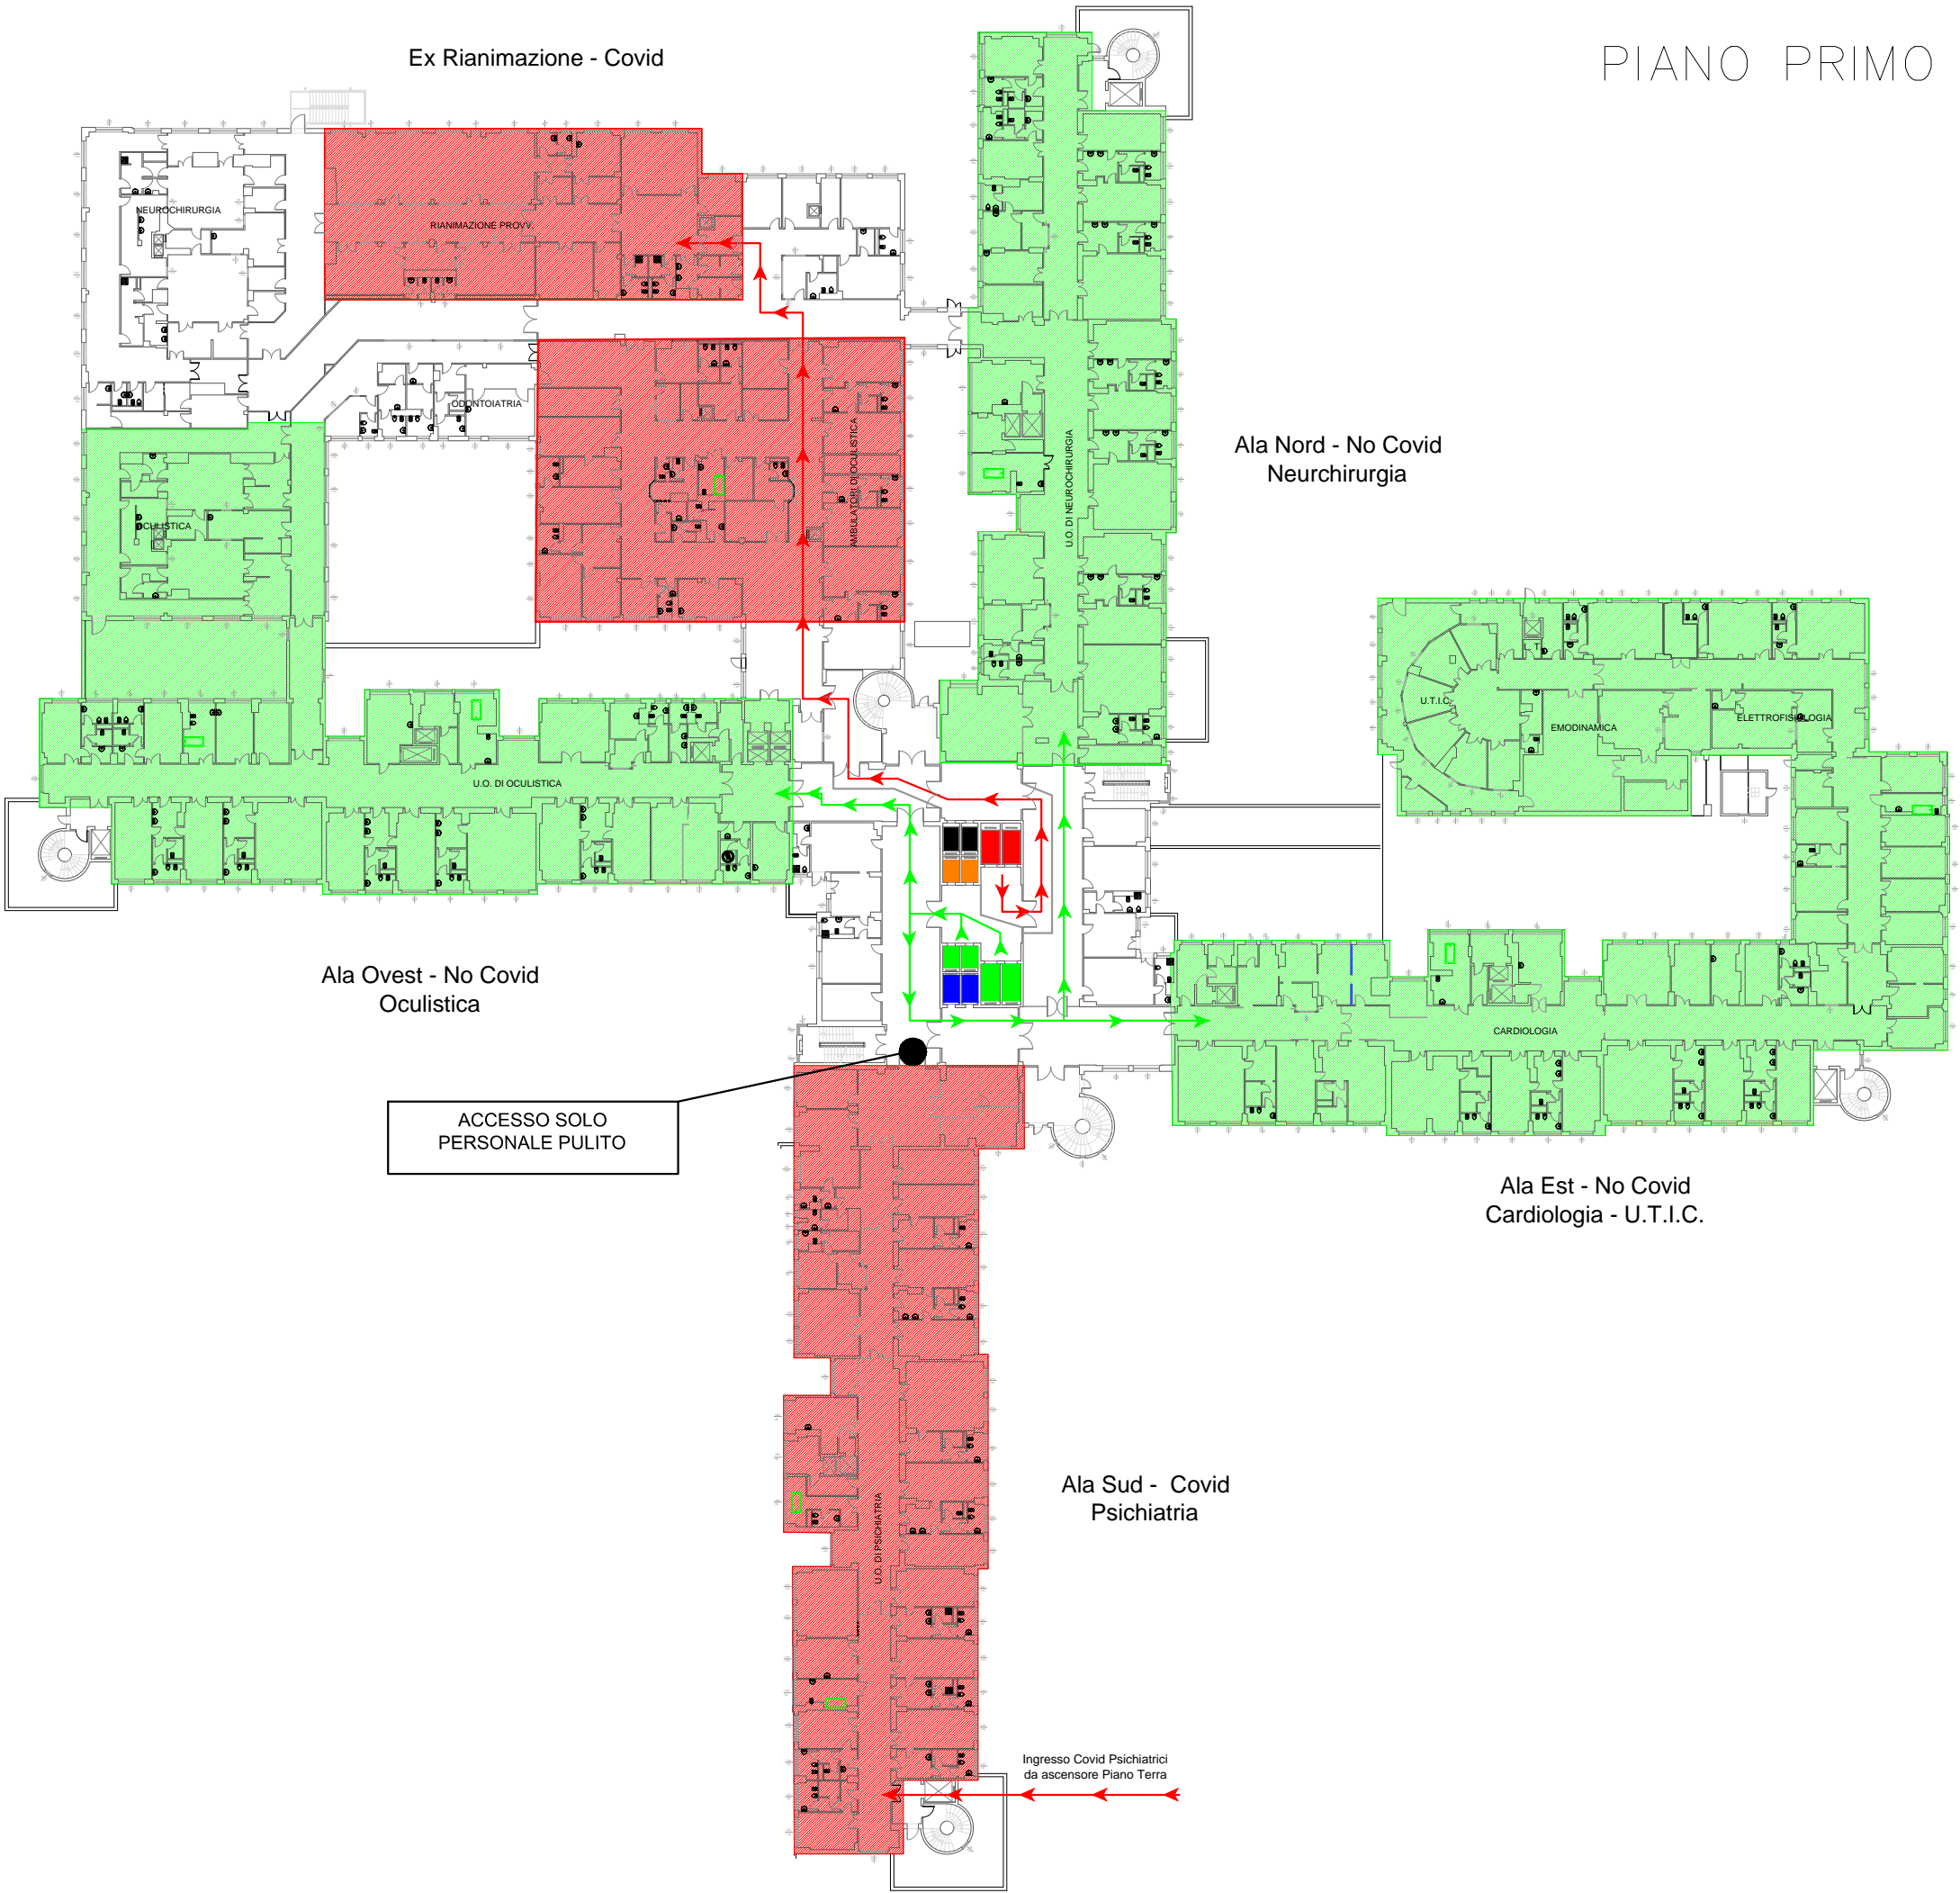 PIANO PRIMO
Ex Rianimazione - Covid
NEUROCHIRURGIA
RIANIMAZIONE PROVV.
ODONTOIATRIA
AMBULATORI DI OCULISTICA
U.O. DI NEUROCHIRURGIA
Ala Nord - No Covid
Neurchirurgia
OCULISTICA
L. T.
U.T.I.C.
EMODINAMICA
ELETTROFISIOLOGIA
U.O. DI OCULISTICA
Ala Ovest - No Covid
Oculistica
CARDIOLOGIA
ACCESSO SOLO
PERSONALE PULITO
Ala Est - No Covid
Cardiologia - U.T.I.C.
Ala Sud - Covid
Psichiatria
U.O. DI PSICHIATRIA
Ingresso Covid Psichiatrici
da ascensore Piano Terra